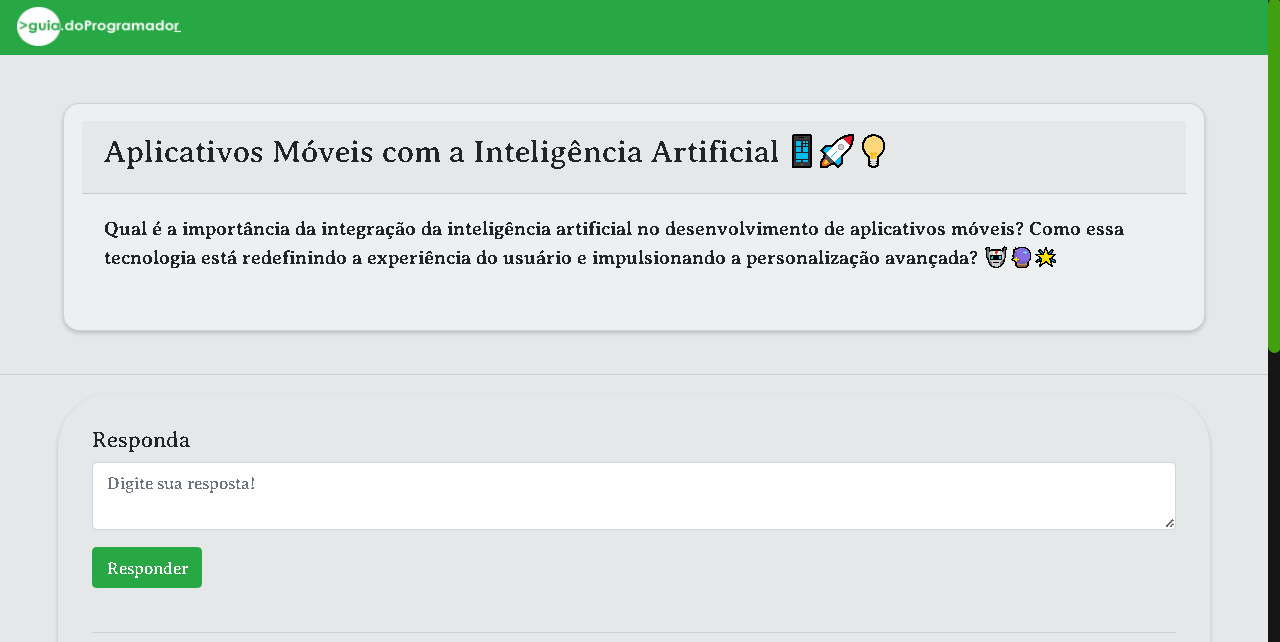 >guia.doProgramador_
Aplicativos Móveis com a Inteligência Artificial 📱🚀💡
Qual é a importância da integração da inteligência artificial no desenvolvimento de aplicativos móveis? Como essa
tecnologia está redefinindo a experiência do usuário e impulsionando a personalização avançada? 🤖🔮🌟
Responda
Digite sua resposta!
Responder